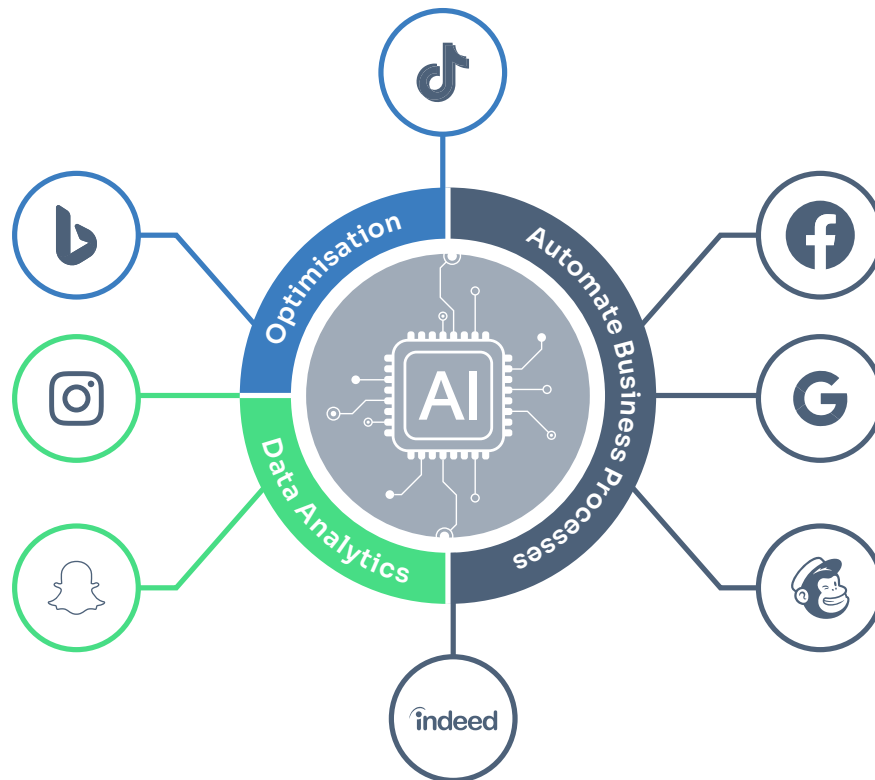 Optimisation
Automate Business Processes
AI
Data Analytics
indeed